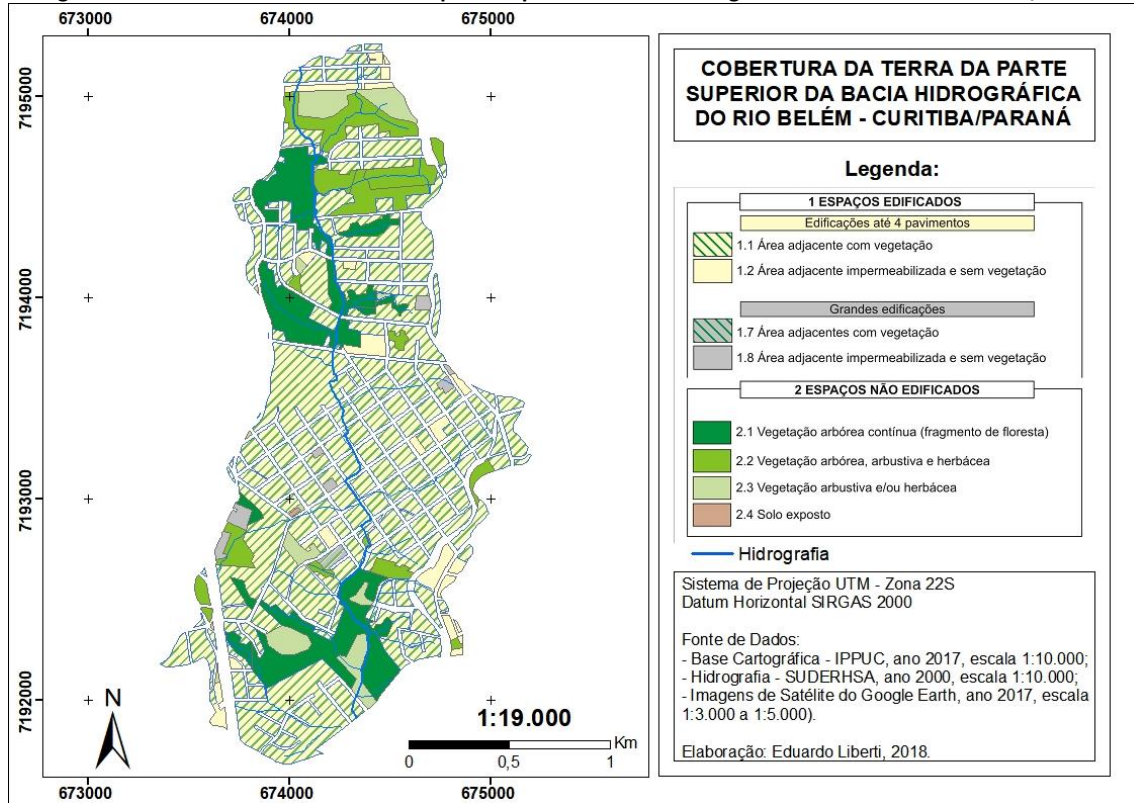 673000
674000
675000
7195000
7194000
7193000
7192000
N
1:19.000
Km
0
0,5
1
673000
674000
675000
COBERTURA DA TERRA DA PARTE
SUPERIOR DA BACIA HIDROGRÁFICA
DO RIO BELÉM - CURITIBA/PARANÁ
Legenda:
1 ESPAÇOS EDIFICADOS
Edificações até 4 pavimentos
1.1 Área adjacente com vegetação
1.2 Área adjacente impermeabilizada e sem vegetação
Grandes edificações
1.7 Área adjacentes com vegetação
1.8 Área adjacente impermeabilizada e sem vegetação
2 ESPAÇOS NÃO EDIFICADOS
2.1 Vegetação arbórea contínua (fragmento de floresta)
2.2 Vegetação arbórea, arbustiva e herbácea
2.3 Vegetação arbustiva e/ou herbácea
2.4 Solo exposto
Hidrografia
Sistema de Projeção UTM - Zona 22S
Datum Horizontal SIRGAS 2000
Fonte de Dados:
- Base Cartográfica - IPPUC, ano 2017, escala 1:10.000;
- Hidrografia - SUDERHSA, ano 2000, escala 1:10.000;
- Imagens de Satélite do Google Earth, ano 2017, escala
1:3.000 a 1:5.000).
Elaboração: Eduardo Liberti, 2018.